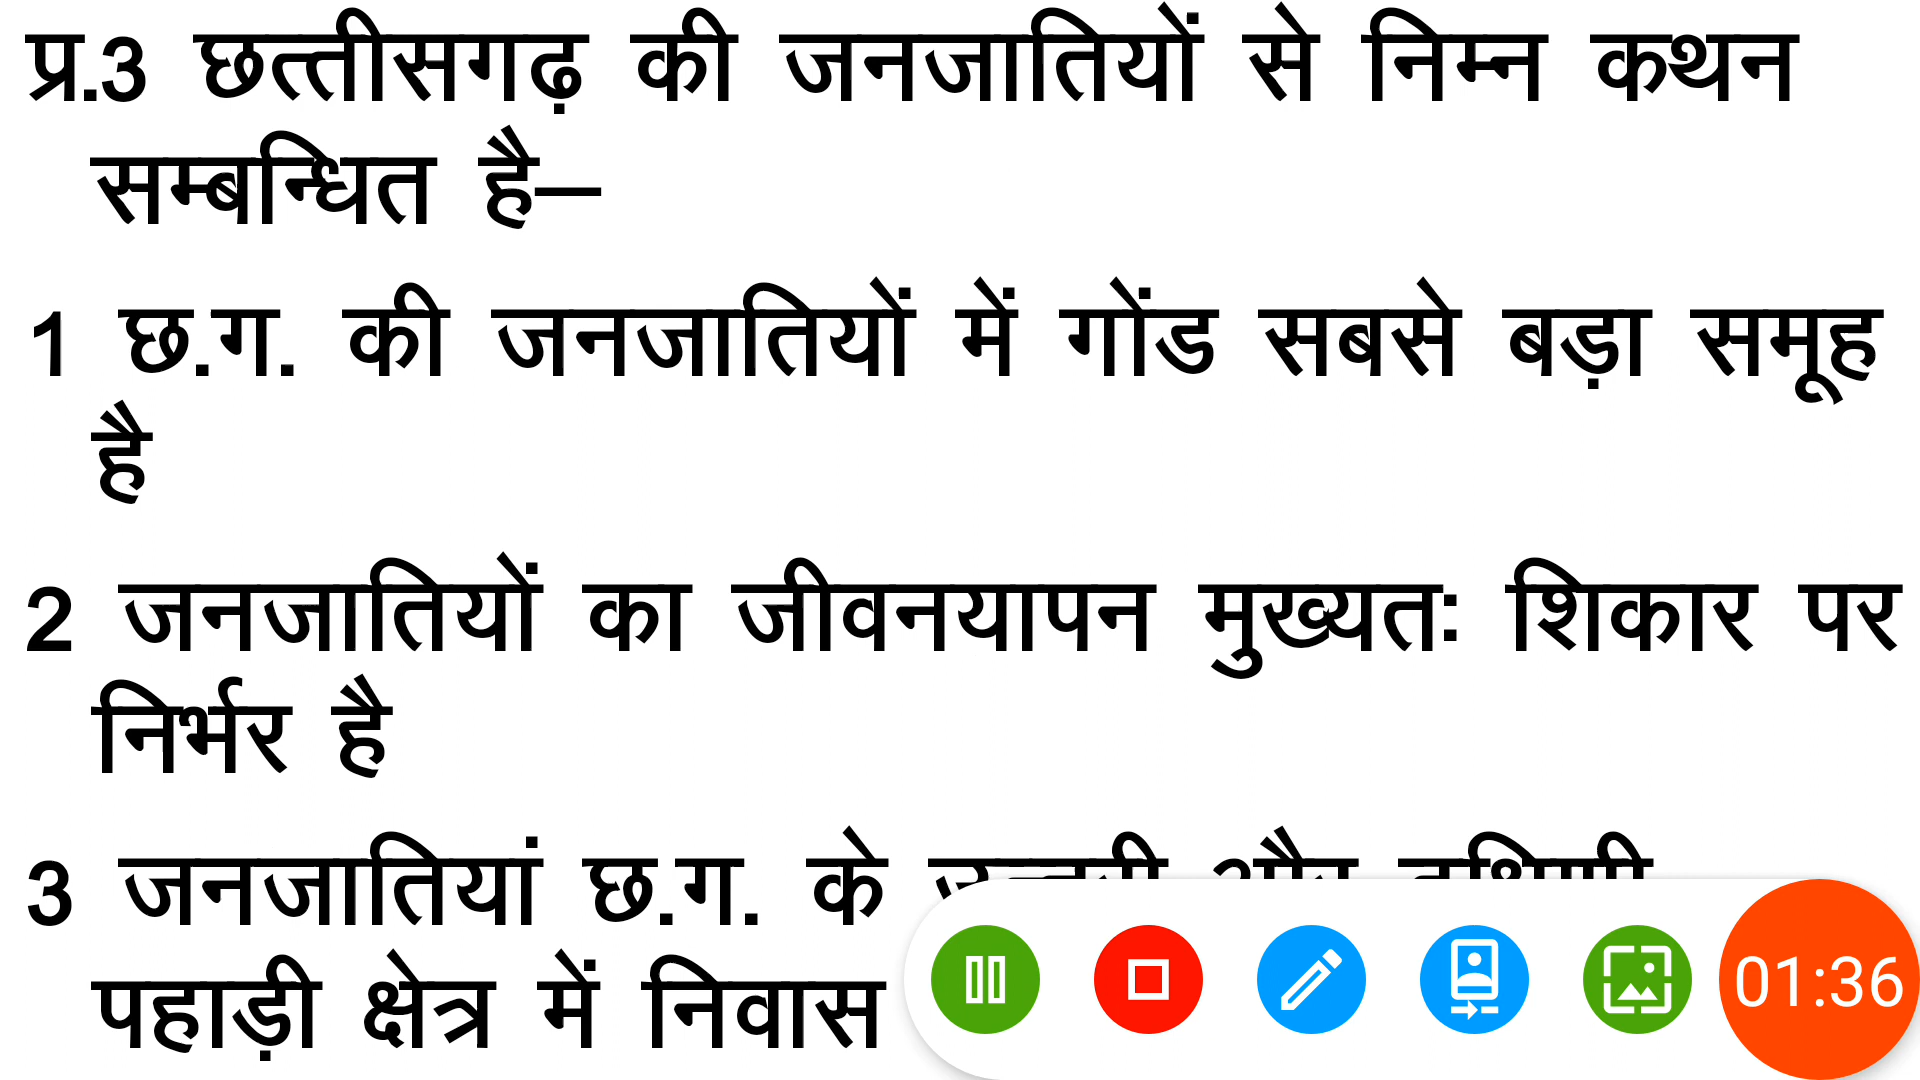 प्र.3 छत्तीसगढ़ की जनजातियों से निम्न कथन
सम्बन्धित है—
1 छ.ग. की जनजातियों में गोंड सबसे बड़ा समूह
है
2 जनजातियों का जीवनयापन मुख्यतः शिकार पर
निर्भर है
3 जनजातियां छ.ग. के और
पहाड़ी क्षेत्र में निवास
01:36